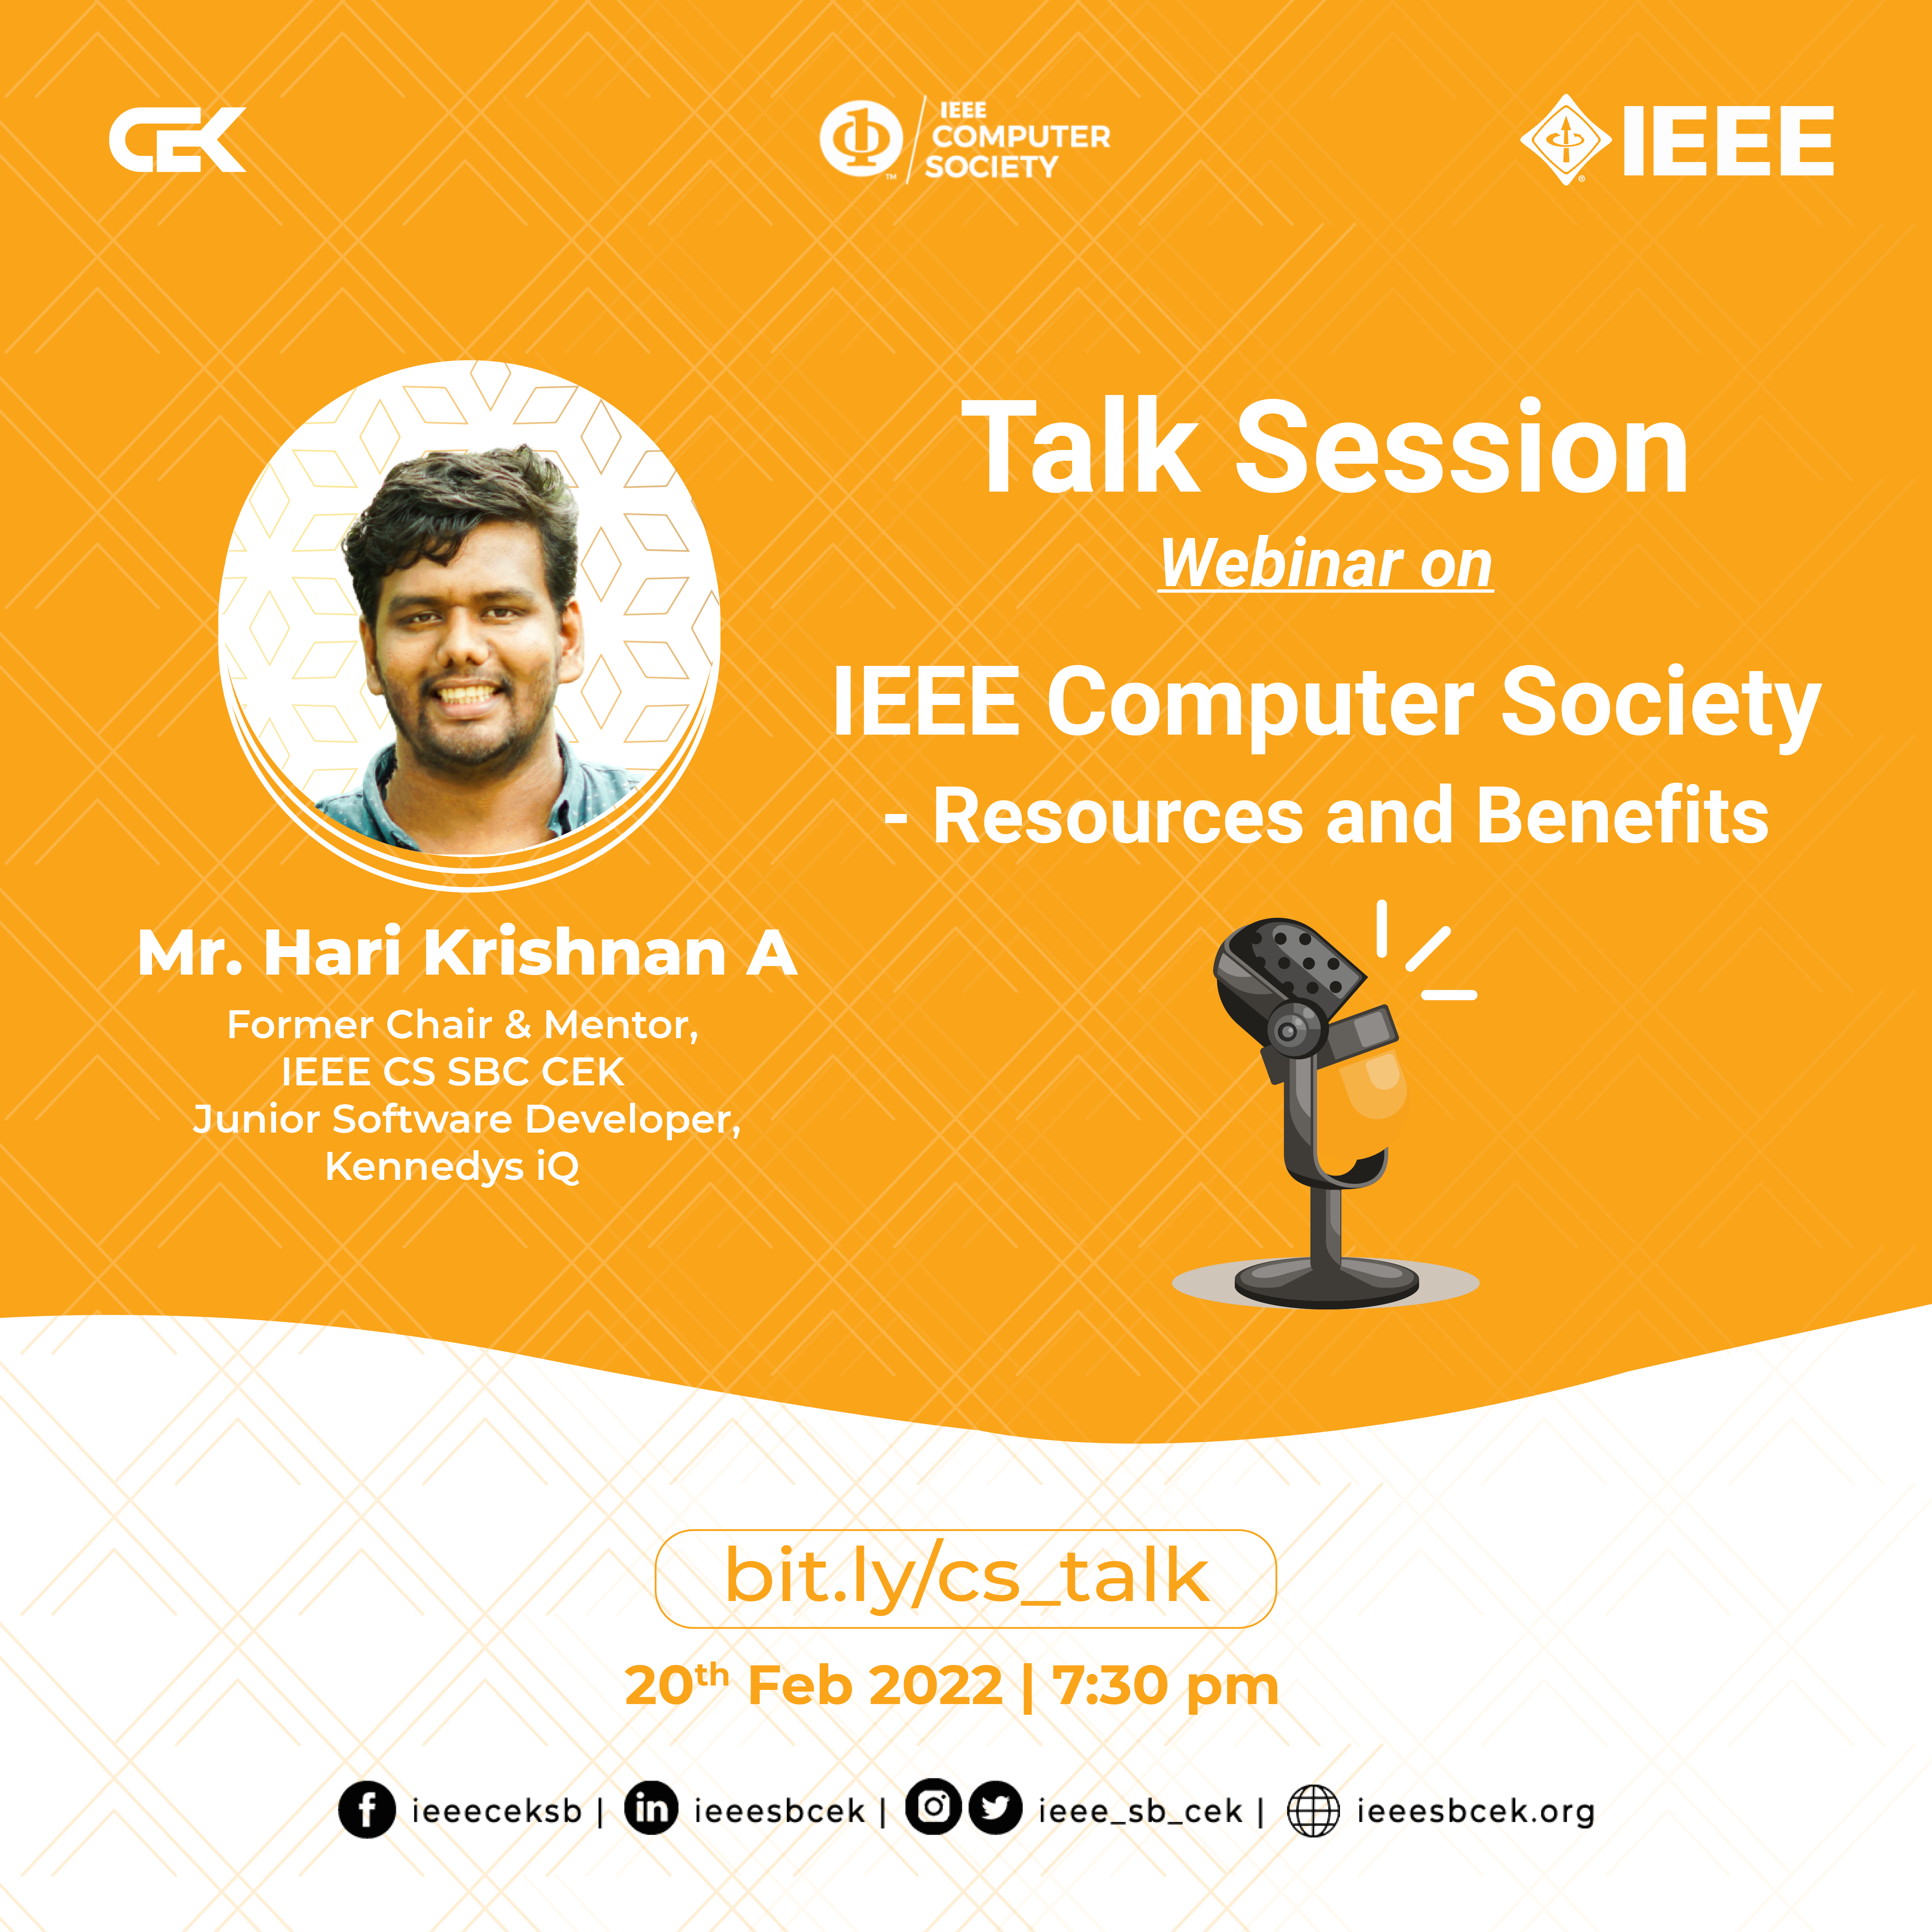 CEK
IEEE
COMPUTER
SOCIETY
TM
IEEE
®
Talk Session
Webinar on
IEEE Computer Society
- Resources and Benefits
Mr. Hari Krishnan A
Former Chair & Mentor,
IEEE CS SBC CEK
Junior Software Developer,
Kennedys iQ
bit.ly/cs_talk
20th Feb 2022 | 7:30 pm
ieeeceksb | ieeesbcek | ieee_sb_cek | ieeesbcek.org